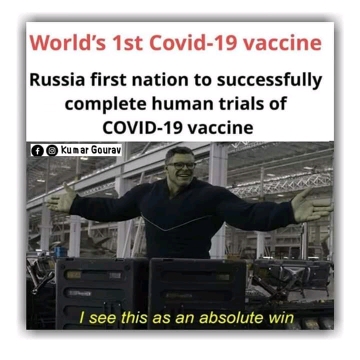 World's 1st Covid-19 vaccine
Russia first nation to successfully
complete human trials of
COVID-19 vaccine
Kumar Gourav
I see this as an absolute win